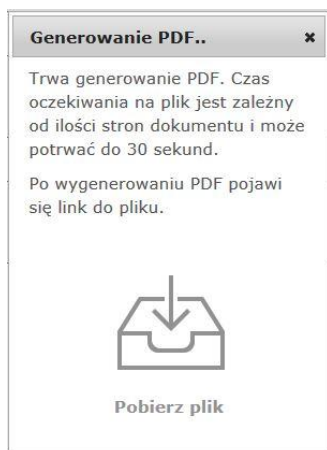 Generowanie PDF..
Trwa generowanie PDF. Czas
oczekiwania na plik jest zależny
od ilości stron dokumentu i może
potrwać do 30 sekund.
Po wygenerowaniu PDF pojawi
się link do pliku.
Pobierz plik